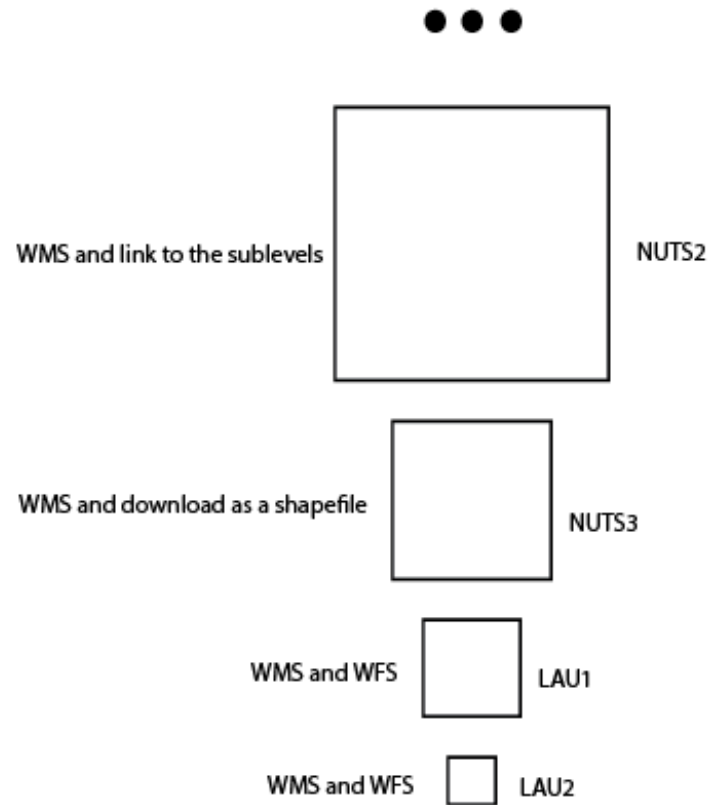 WMS and link to the sublevels NUTS2
WMS and download as a shapefile NUTS3
WMS and WFS LAU1
WMS and WFS LAU2